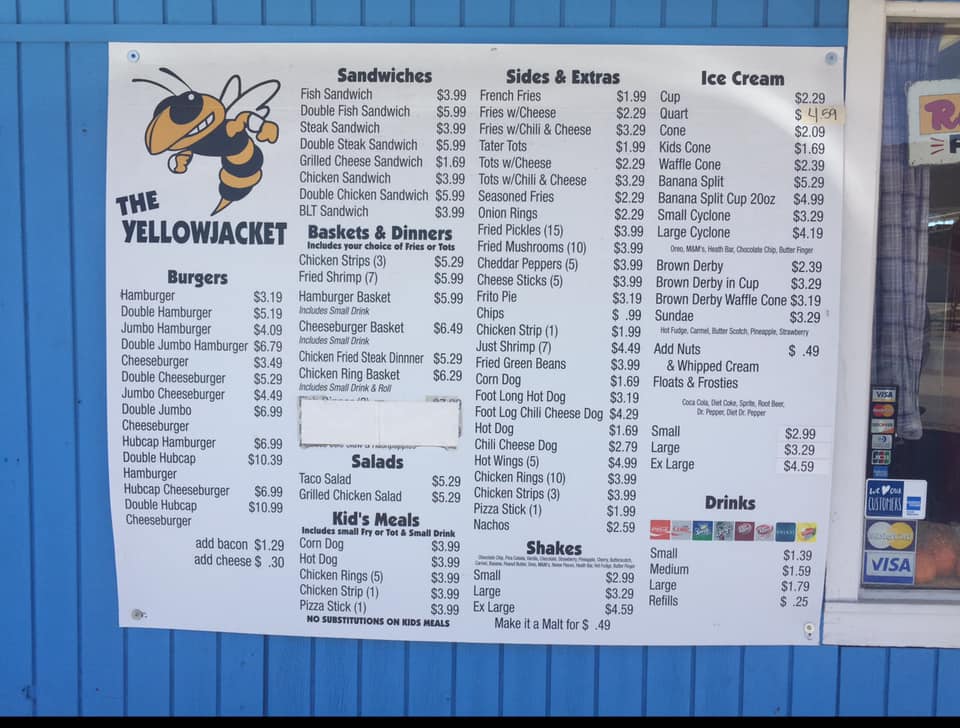 THE
YELLOWJACKET
Burgers
Hamburger $3.19
Double Hamburger $5.19
Jumbo Hamburger $4.09
Double Jumbo Hamburger $6.79
Cheeseburger $3.49
Double Cheeseburger $5.29
Jumbo Cheeseburger $4.49
Double Jumbo $6.99
Cheeseburger
Hubcap Hamburger $6.99
Double Hubcap $10.39
Hamburger
Hubcap Cheeseburger $6.99
Double Hubcap $10.99
Cheeseburger
add bacon $1.29
add cheese $ .30
Sandwiches
Fish Sandwich $3.99
Double Fish Sandwich $5.99
Steak Sandwich $3.99
Double Steak Sandwich $5.99
Grilled Cheese Sandwich $1.69
Chicken Sandwich $3.99
Double Chicken Sandwich $5.99
BLT Sandwich $3.99
Baskets & Dinners
Includes your choice of Fries or Tots
Chicken Strips (3) $5.29
Fried Shrimp (7) $5.99
Hamburger Basket $5.99
Includes Small Drink
Cheeseburger Basket $6.49
Includes Small Drink
Chicken Fried Steak Dinnner $5.29
Chicken Ring Basket $6.29
Includes Small Drink & Roll
Salads
Taco Salad $5.29
Grilled Chicken Salad $5.29
Kid's Meals
Includes small Fry or Tot & Small Drink
Corn Dog $3.99
Hot Dog $3.99
Chicken Rings (5) $3.99
Chicken Strip (1) $3.99
Pizza Stick (1) $3.99
NO SUBSTITUTIONS ON KIDS MEALS
Sides & Extras
French Fries $1.99
Fries w/Cheese $2.29
Fries w/Chili & Cheese $3.29
Tater Tots $1.99
Tots w/Cheese $2.29
Tots w/Chili & Cheese $3.29
Seasoned Fries $2.29
Onion Rings $2.29
Fried Pickles (15) $3.99
Fried Mushrooms (10) $3.99
Cheddar Peppers (5) $3.99
Cheese Sticks (5) $3.99
Frito Pie $3.19
Chips $ .99
Chicken Strip (1) $1.99
Just Shrimp (7) $4.49
Fried Green Beans $3.99
Corn Dog $1.69
Foot Long Hot Dog $3.19
Foot Log Chili Cheese Dog $4.29
Hot Dog $1.69
Chili Cheese Dog $2.79
Hot Wings (5) $4.99
Chicken Rings (10) $3.99
Chicken Strips (3) $3.99
Pizza Stick (1) $1.99
Nachos $2.59
Shakes
Small $2.99
Large $3.29
Ex Large $4.59
Make it a Malt for $ .49
Ice Cream
Cup $2.29
Quart $ 4.59
Cone $2.09
Kids Cone $1.69
Waffle Cone $2.39
Banana Split $5.29
Banana Split Cup 20oz $4.99
Small Cyclone $3.29
Large Cyclone $4.19
Oreo, M&M's, Heath Bar, Chocolate Chip, Butter Finger
Brown Derby $2.39
Brown Derby in Cup $3.29
Brown Derby Waffle Cone $3.19
Sundae $3.29
Hot Fudge, Carmel, Butter Scotch, Pineapple, Strawberry
Add Nuts $ .49
& Whipped Cream
Floats & Frosties
Coca Cola, Diet Coke, Sprite, Root Beer,
Dr. Pepper, Diet Dr. Pepper
Small $2.99
Large $3.29
Ex Large $4.59
Drinks
Small $1.39
Medium $1.59
Large $1.79
Refills $ .25
VISA
WE OUR
CUSTOMERS
VISA